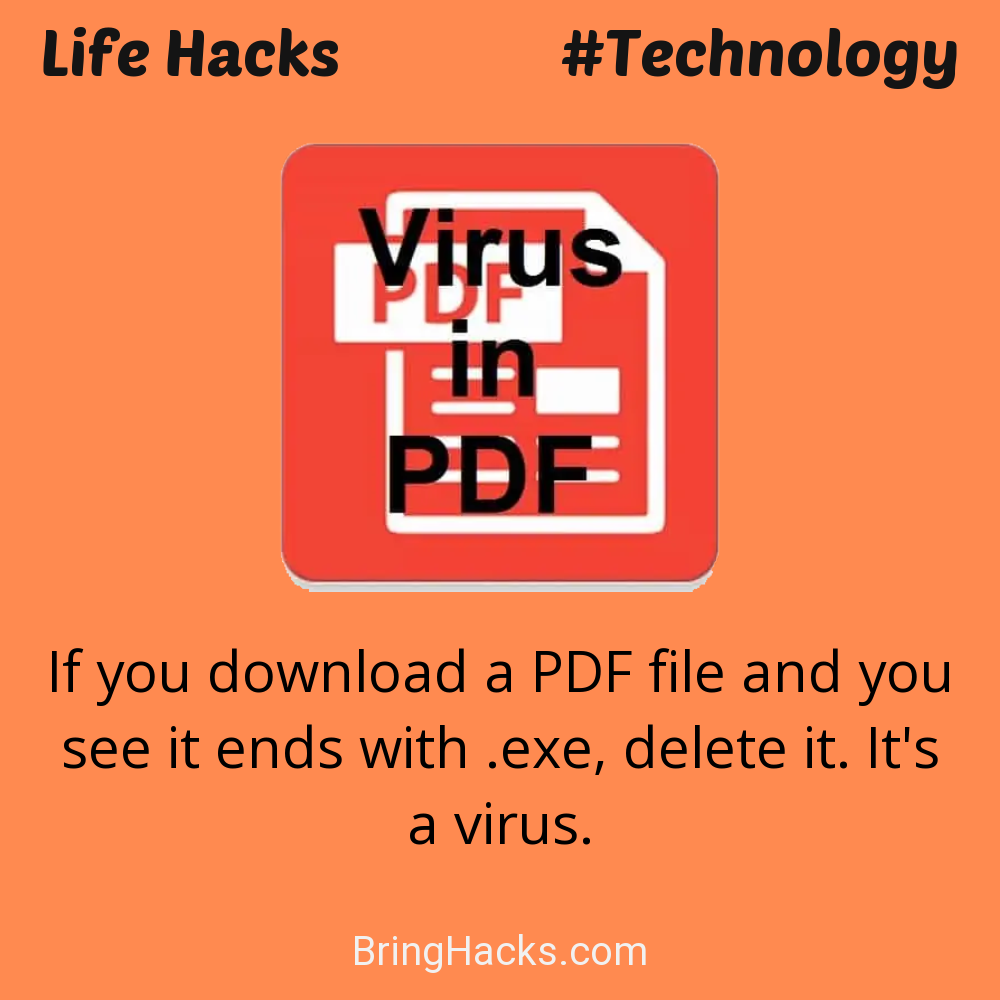 Life Hacks #Technology
PDF
Virus
in
PDF
If you download a PDF file and you
see it ends with .exe, delete it. It's
a virus.
BringHacks.com